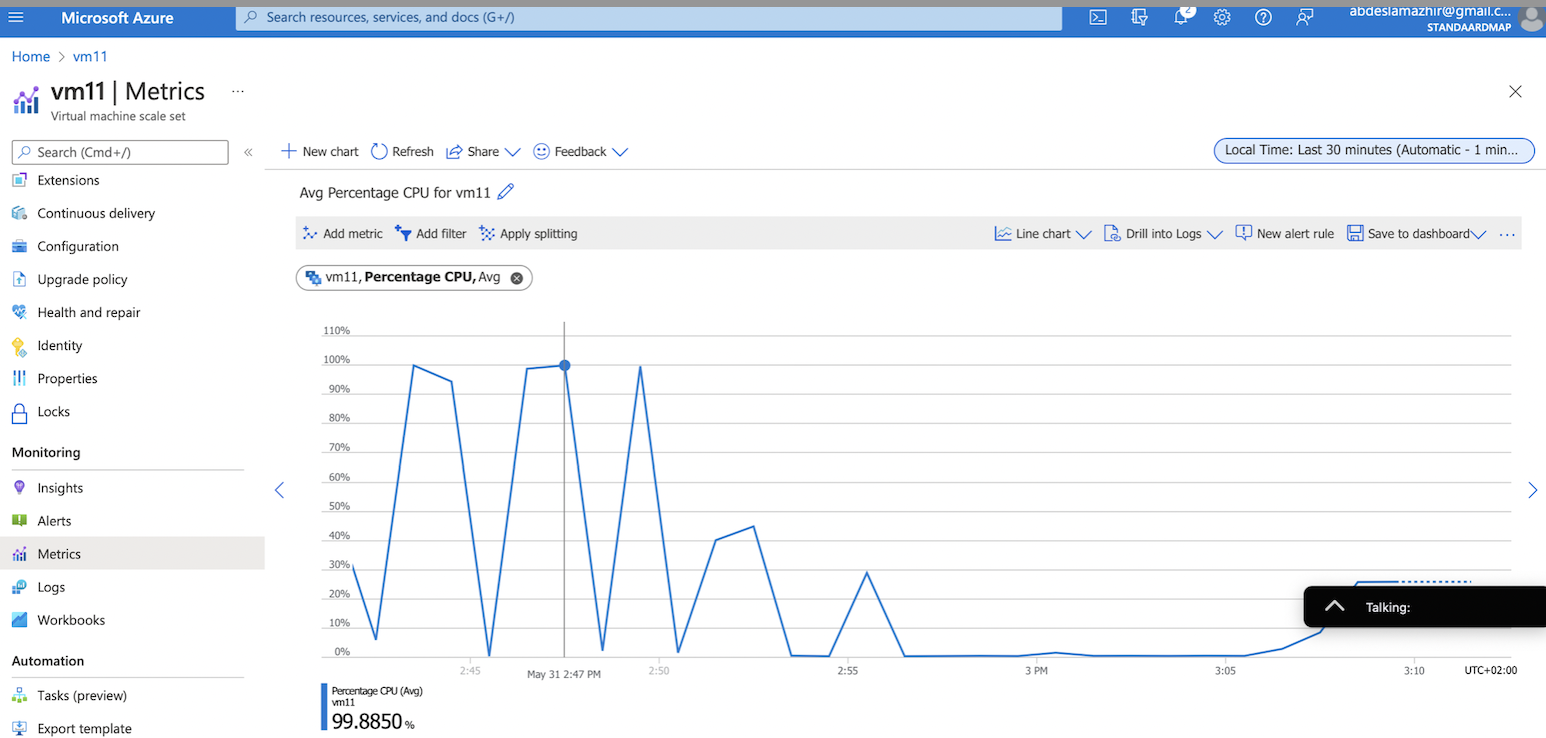 Microsoft Azure
Search resources, services, and docs (G+/)
2
abdeslamazhir@gmail.c...
STANDAARDMAP
Home > vm11
vm11 | Metrics ...
Virtual machine scale set
Search (Cmd+/) «
Extensions
Continuous delivery
Configuration
Upgrade policy
Health and repair
Identity
Properties
Locks
Monitoring
Insights
Alerts
Metrics
Logs
Workbooks
Automation
Tasks (preview)
Export template
New chart Refresh Share Feedback
Local Time: Last 30 minutes (Automatic - 1 min...
Avg Percentage CPU for vm11
Add metric Add filter Apply splitting
Line chart Drill into Logs New alert rule Save to dashboard ...
vm11, Percentage CPU, Avg
110%
100%
90%
80%
70%
60%
50%
40%
30%
20%
10%
0%
2:45 May 31 2:47 PM 2:50 2:55 3 PM 3:05 3:10 UTC+02:00
Talking:
Percentage CPU (Avg)
vm11
99.8850 %